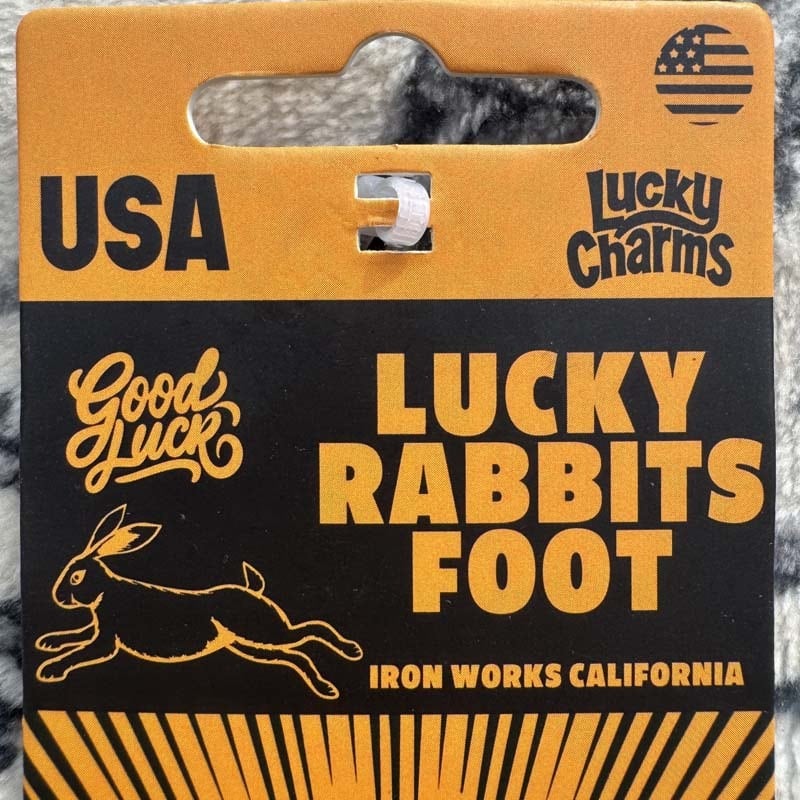 USA
Lucky
Charms
Good
Luck
LUCKY
RABBITS
FOOT
IRON WORKS CALIFORNIA